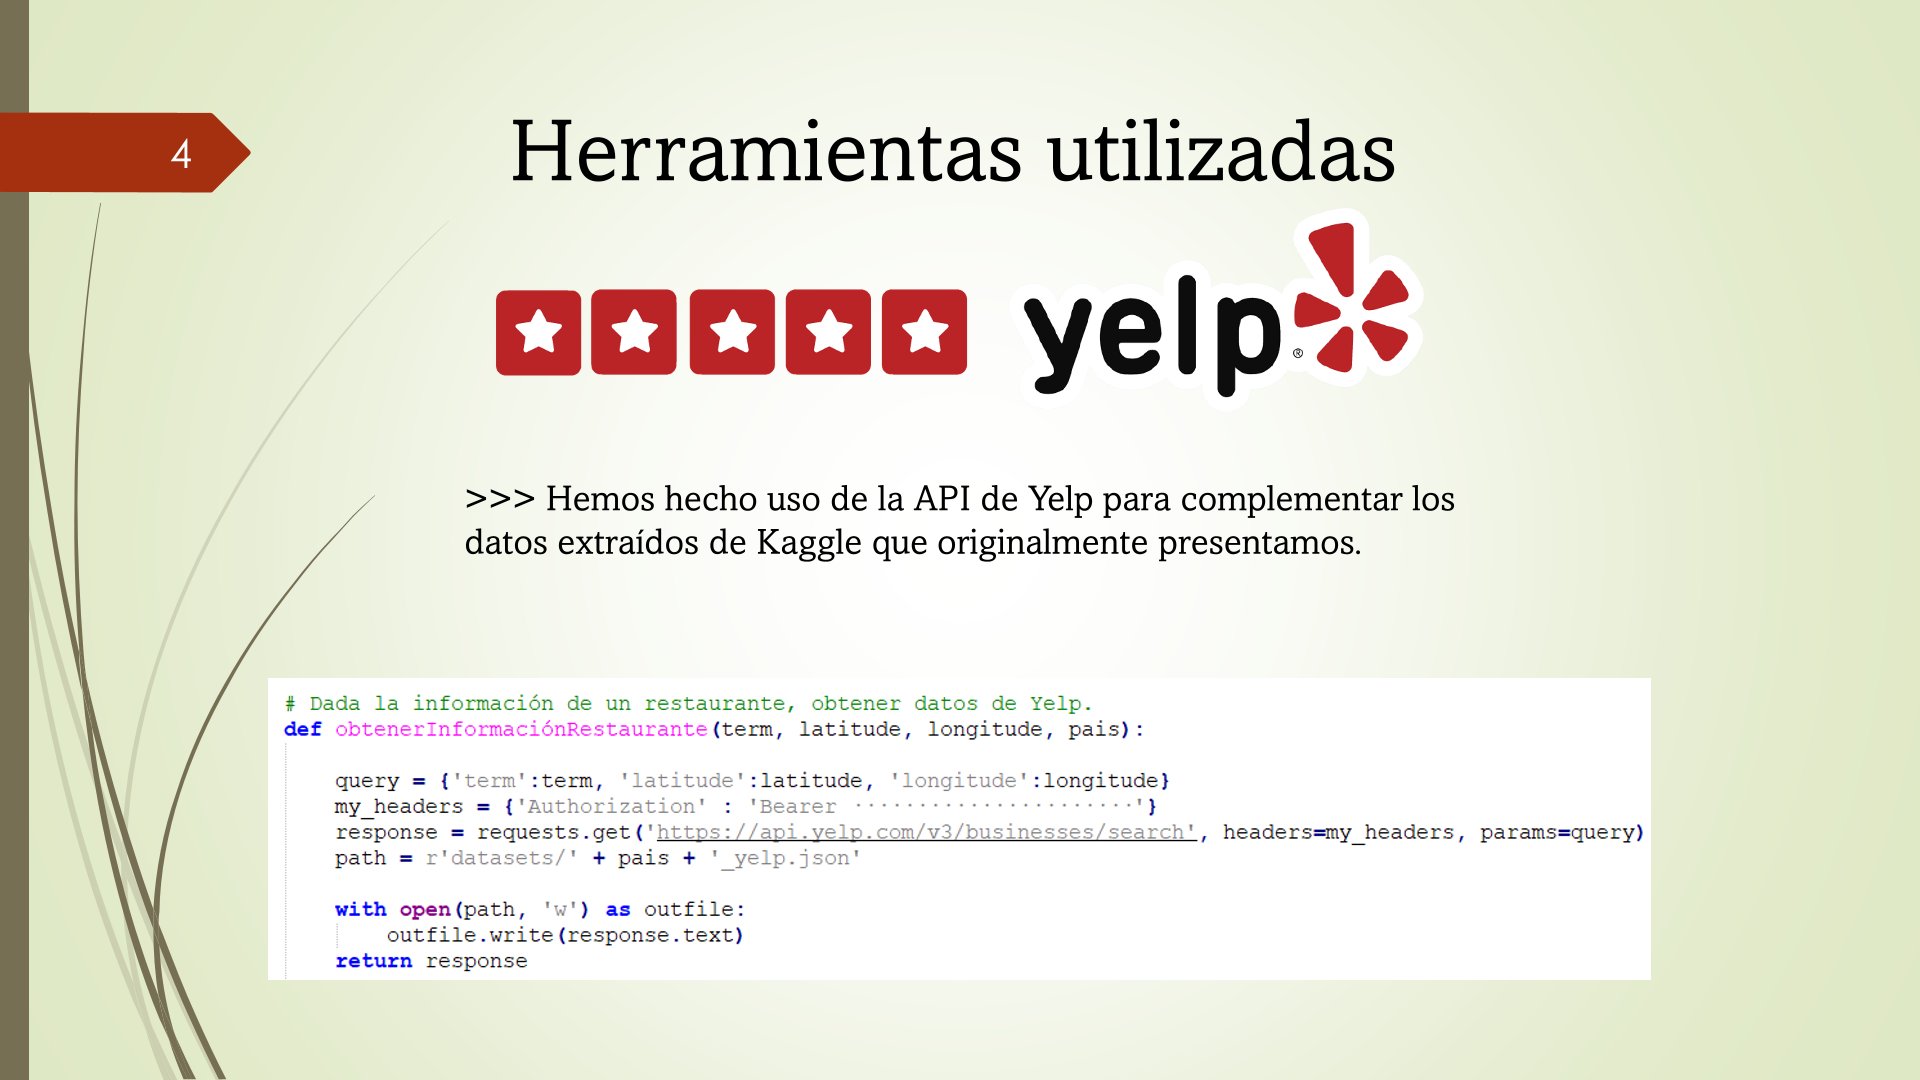 4
Herramientas utilizadas
yelp®
>>> Hemos hecho uso de la API de Yelp para complementar los
datos extraídos de Kaggle que originalmente presentamos.
# Dada la información de un restaurante, obtener datos de Yelp.
def obtenerInformaciónRestaurante(term, latitude, longitude, pais):
    query = {'term':term, 'latitude':latitude, 'longitude':longitude}
    my_headers = {'Authorization' : 'Bearer ······················'}
    response = requests.get('https://api.yelp.com/v3/businesses/search', headers=my_headers, params=query)
    path = r'datasets/' + pais + '_yelp.json'
    with open(path, 'w') as outfile:
        outfile.write(response.text)
    return response